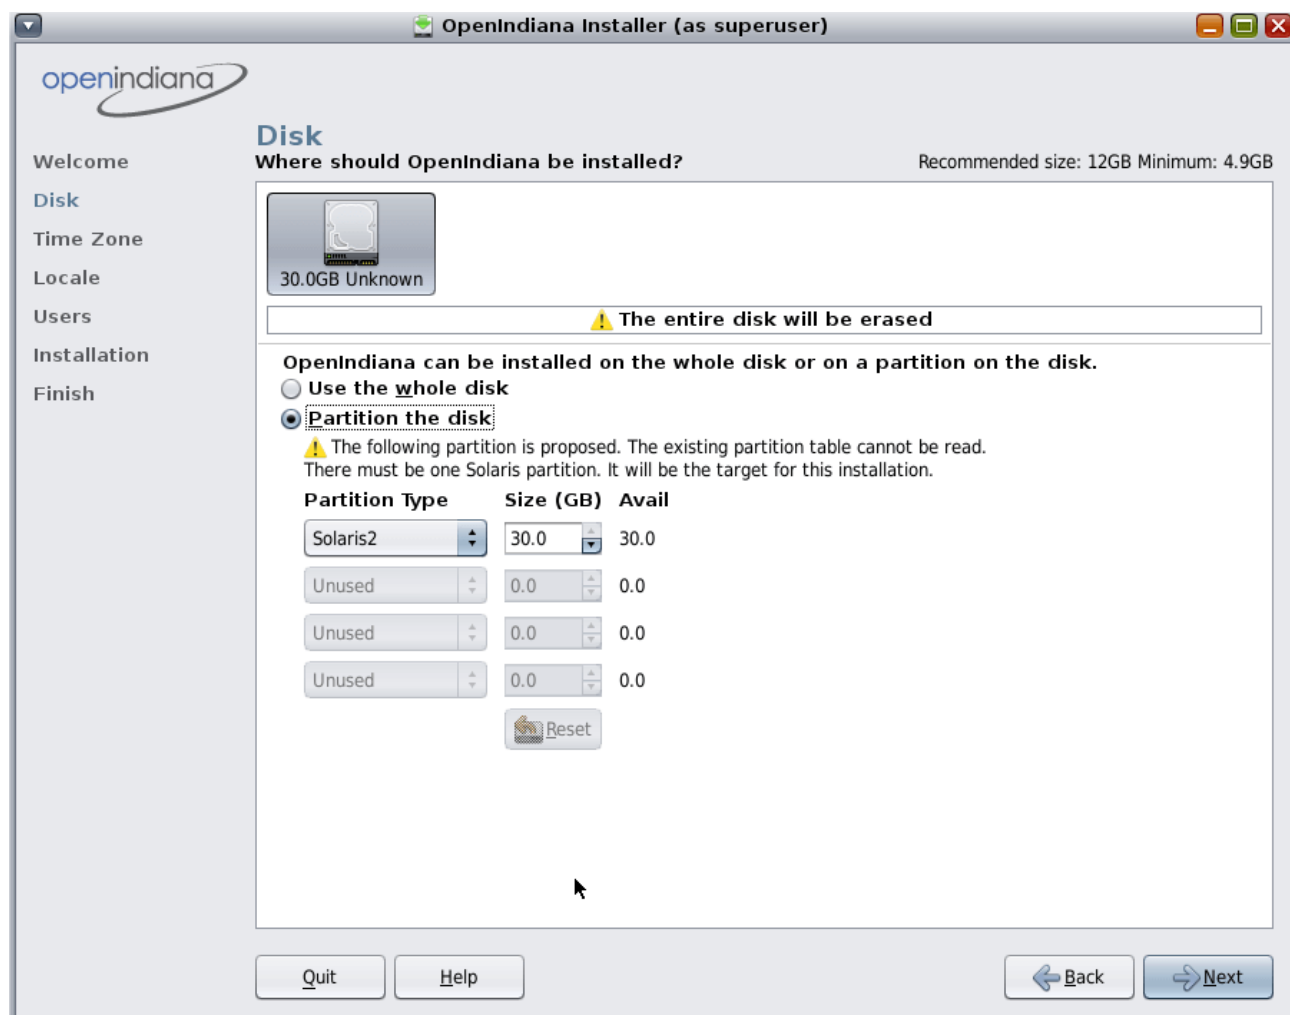 OpenIndiana Installer (as superuser)
openindiana
Disk
Where should OpenIndiana be installed?
Recommended size: 12GB Minimum: 4.9GB
Welcome
Disk
Time Zone
Locale
Users
Installation
Finish
30.0GB Unknown
The entire disk will be erased
OpenIndiana can be installed on the whole disk or on a partition on the disk.
Use the whole disk
Partition the disk
The following partition is proposed. The existing partition table cannot be read.
There must be one Solaris partition. It will be the target for this installation.
Partition Type Size (GB) Avail
Solaris2 30.0 30.0
Unused 0.0 0.0
Unused 0.0 0.0
Unused 0.0 0.0
Reset
Quit Help Back Next